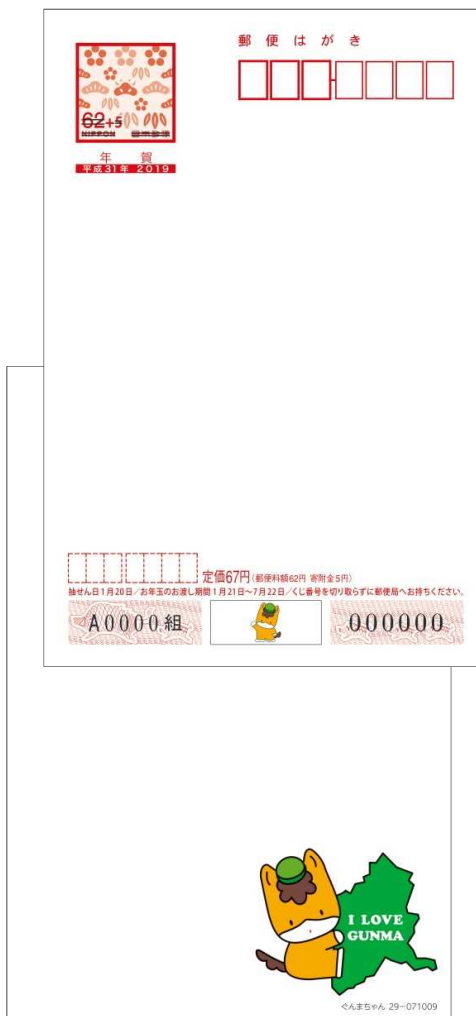 郵便はがき
62+5
NIPPON 日本郵便
年賀
平成31年 2019
定価67円(郵便料額62円 寄附金5円)
抽せん日1月20日/お年玉のお渡し期間1月21日~7月22日/くじ番号を切り取らずに郵便局へお持ちください。
A0000組
000000
I LOVE
GUNMA
ぐんまちゃん 29-071009